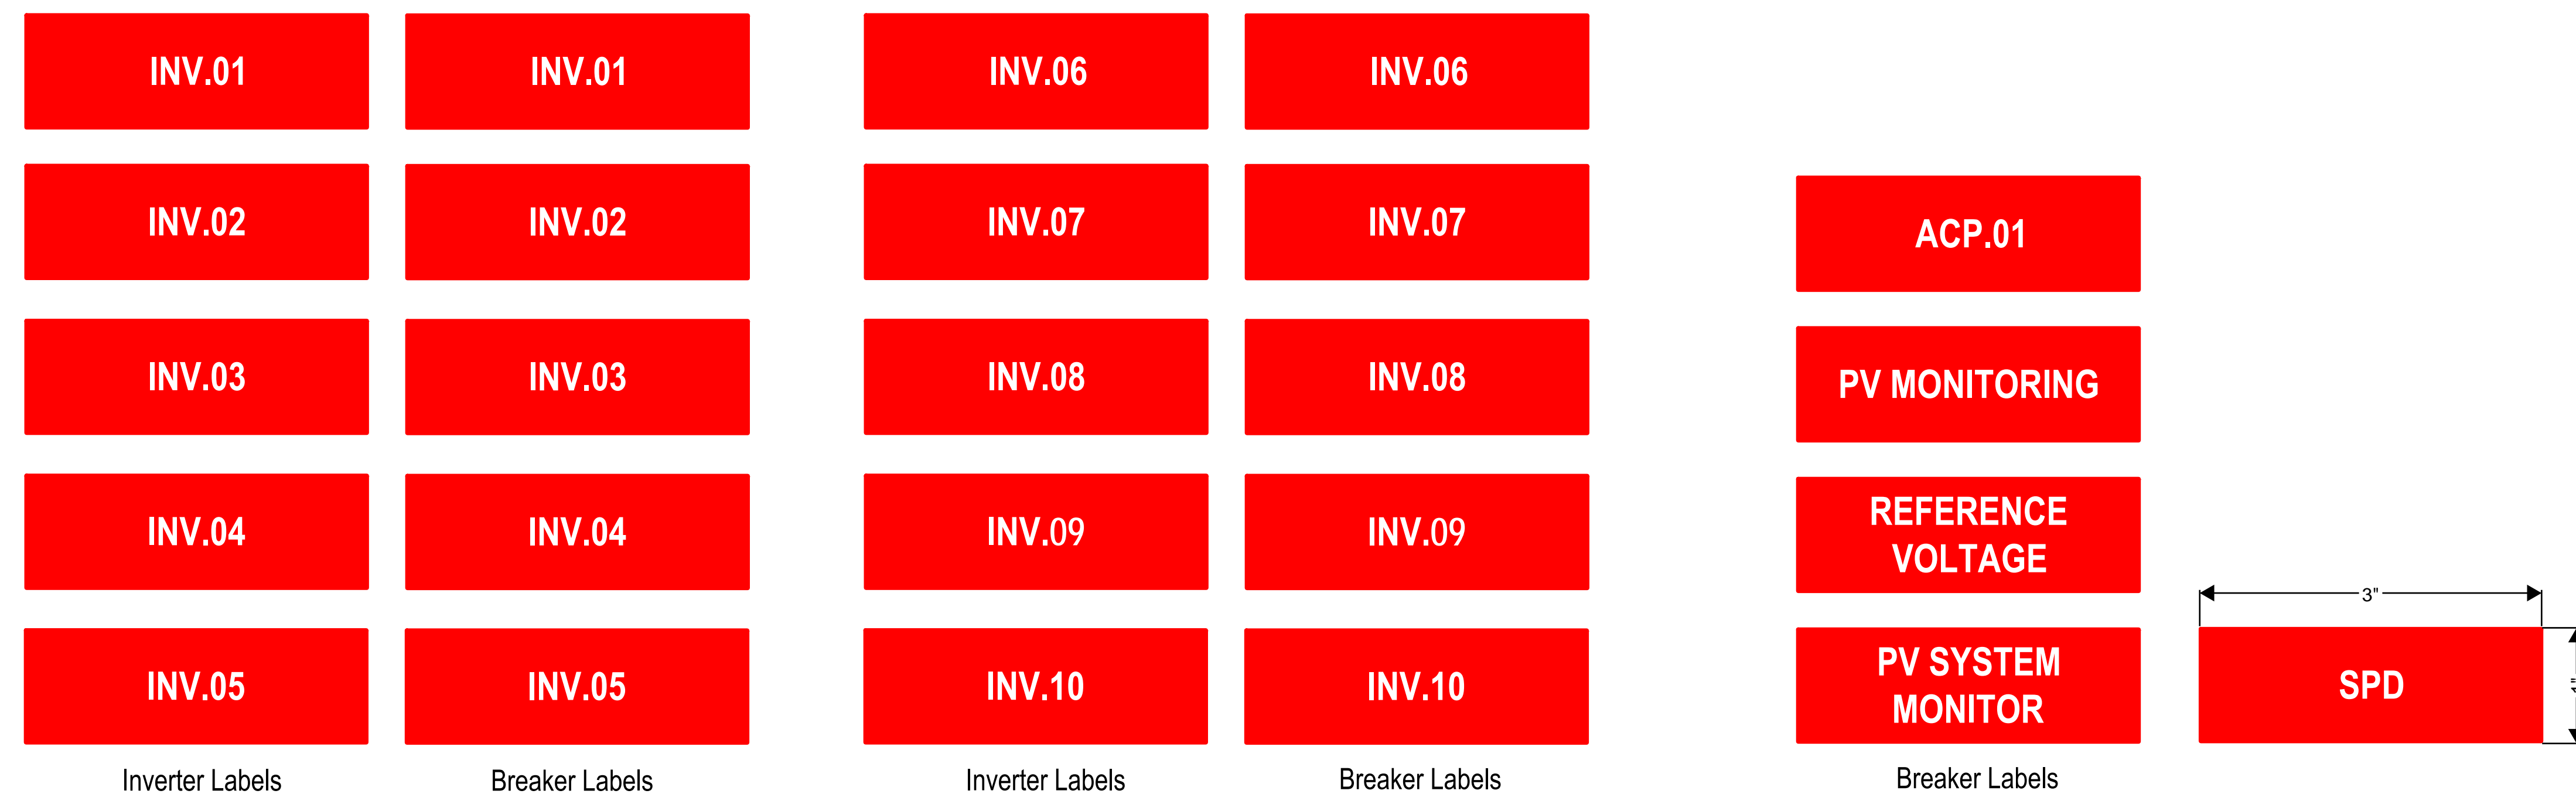 INV.01
INV.02
INV.03
INV.04
INV.05
Inverter Labels
INV.01
INV.02
INV.03
INV.04
INV.05
Breaker Labels
INV.06
INV.07
INV.08
INV.09
INV.10
Inverter Labels
INV.06
INV.07
INV.08
INV.09
INV.10
Breaker Labels
ACP.01
PV MONITORING
REFERENCE
VOLTAGE
PV SYSTEM
MONITOR
Breaker Labels
3"
SPD
1"